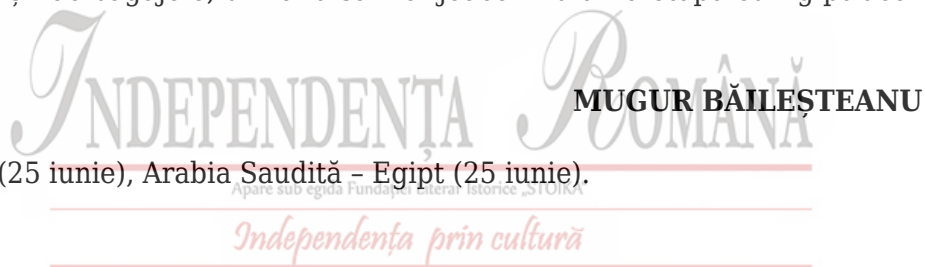 INDEPENDENȚA ROMÂNĂ
MUGUR BĂILEȘTEANU
(25 iunie), Arabia Saudită – Egipt (25 iunie).
Apare sub egida Fundației Literar Istorice „STOIKA"
Independența prin cultură